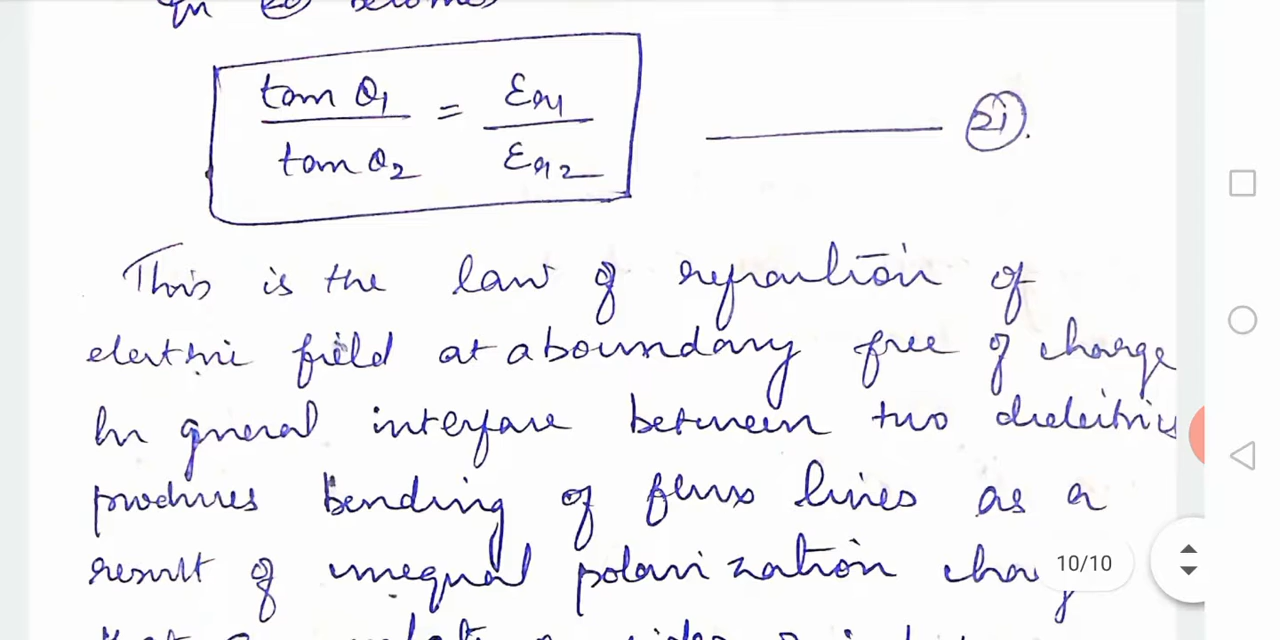 becomes
tan θ1 / tan θ2 = εr1 / εr2 ——— (21).
This is the law of refraction of
electric field at a boundary free of charge
In general interface between two dielectrics
produces bending of flux lines as a
result of unequal polarization charg
10/10